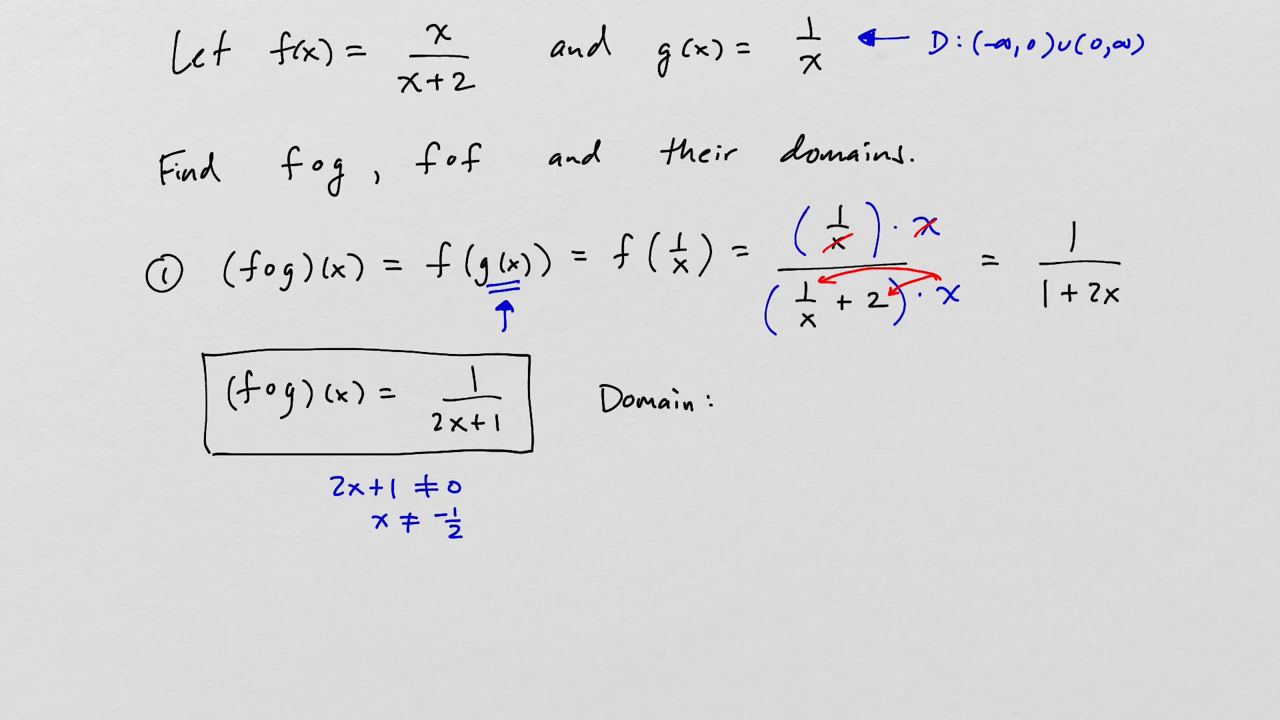 Let f(x) = x/(x+2) and g(x) = 1/x ← D: (-∞, 0)∪(0, ∞)
Find f∘g, f∘f and their domains.
① (f∘g)(x) = f(g(x)) = f(1/x) = ((1/x) · x)/((1/x + 2) · x) = 1/(1 + 2x)
(f∘g)(x) = 1/(2x+1) Domain:
2x+1 ≠ 0
x ≠ -1/2